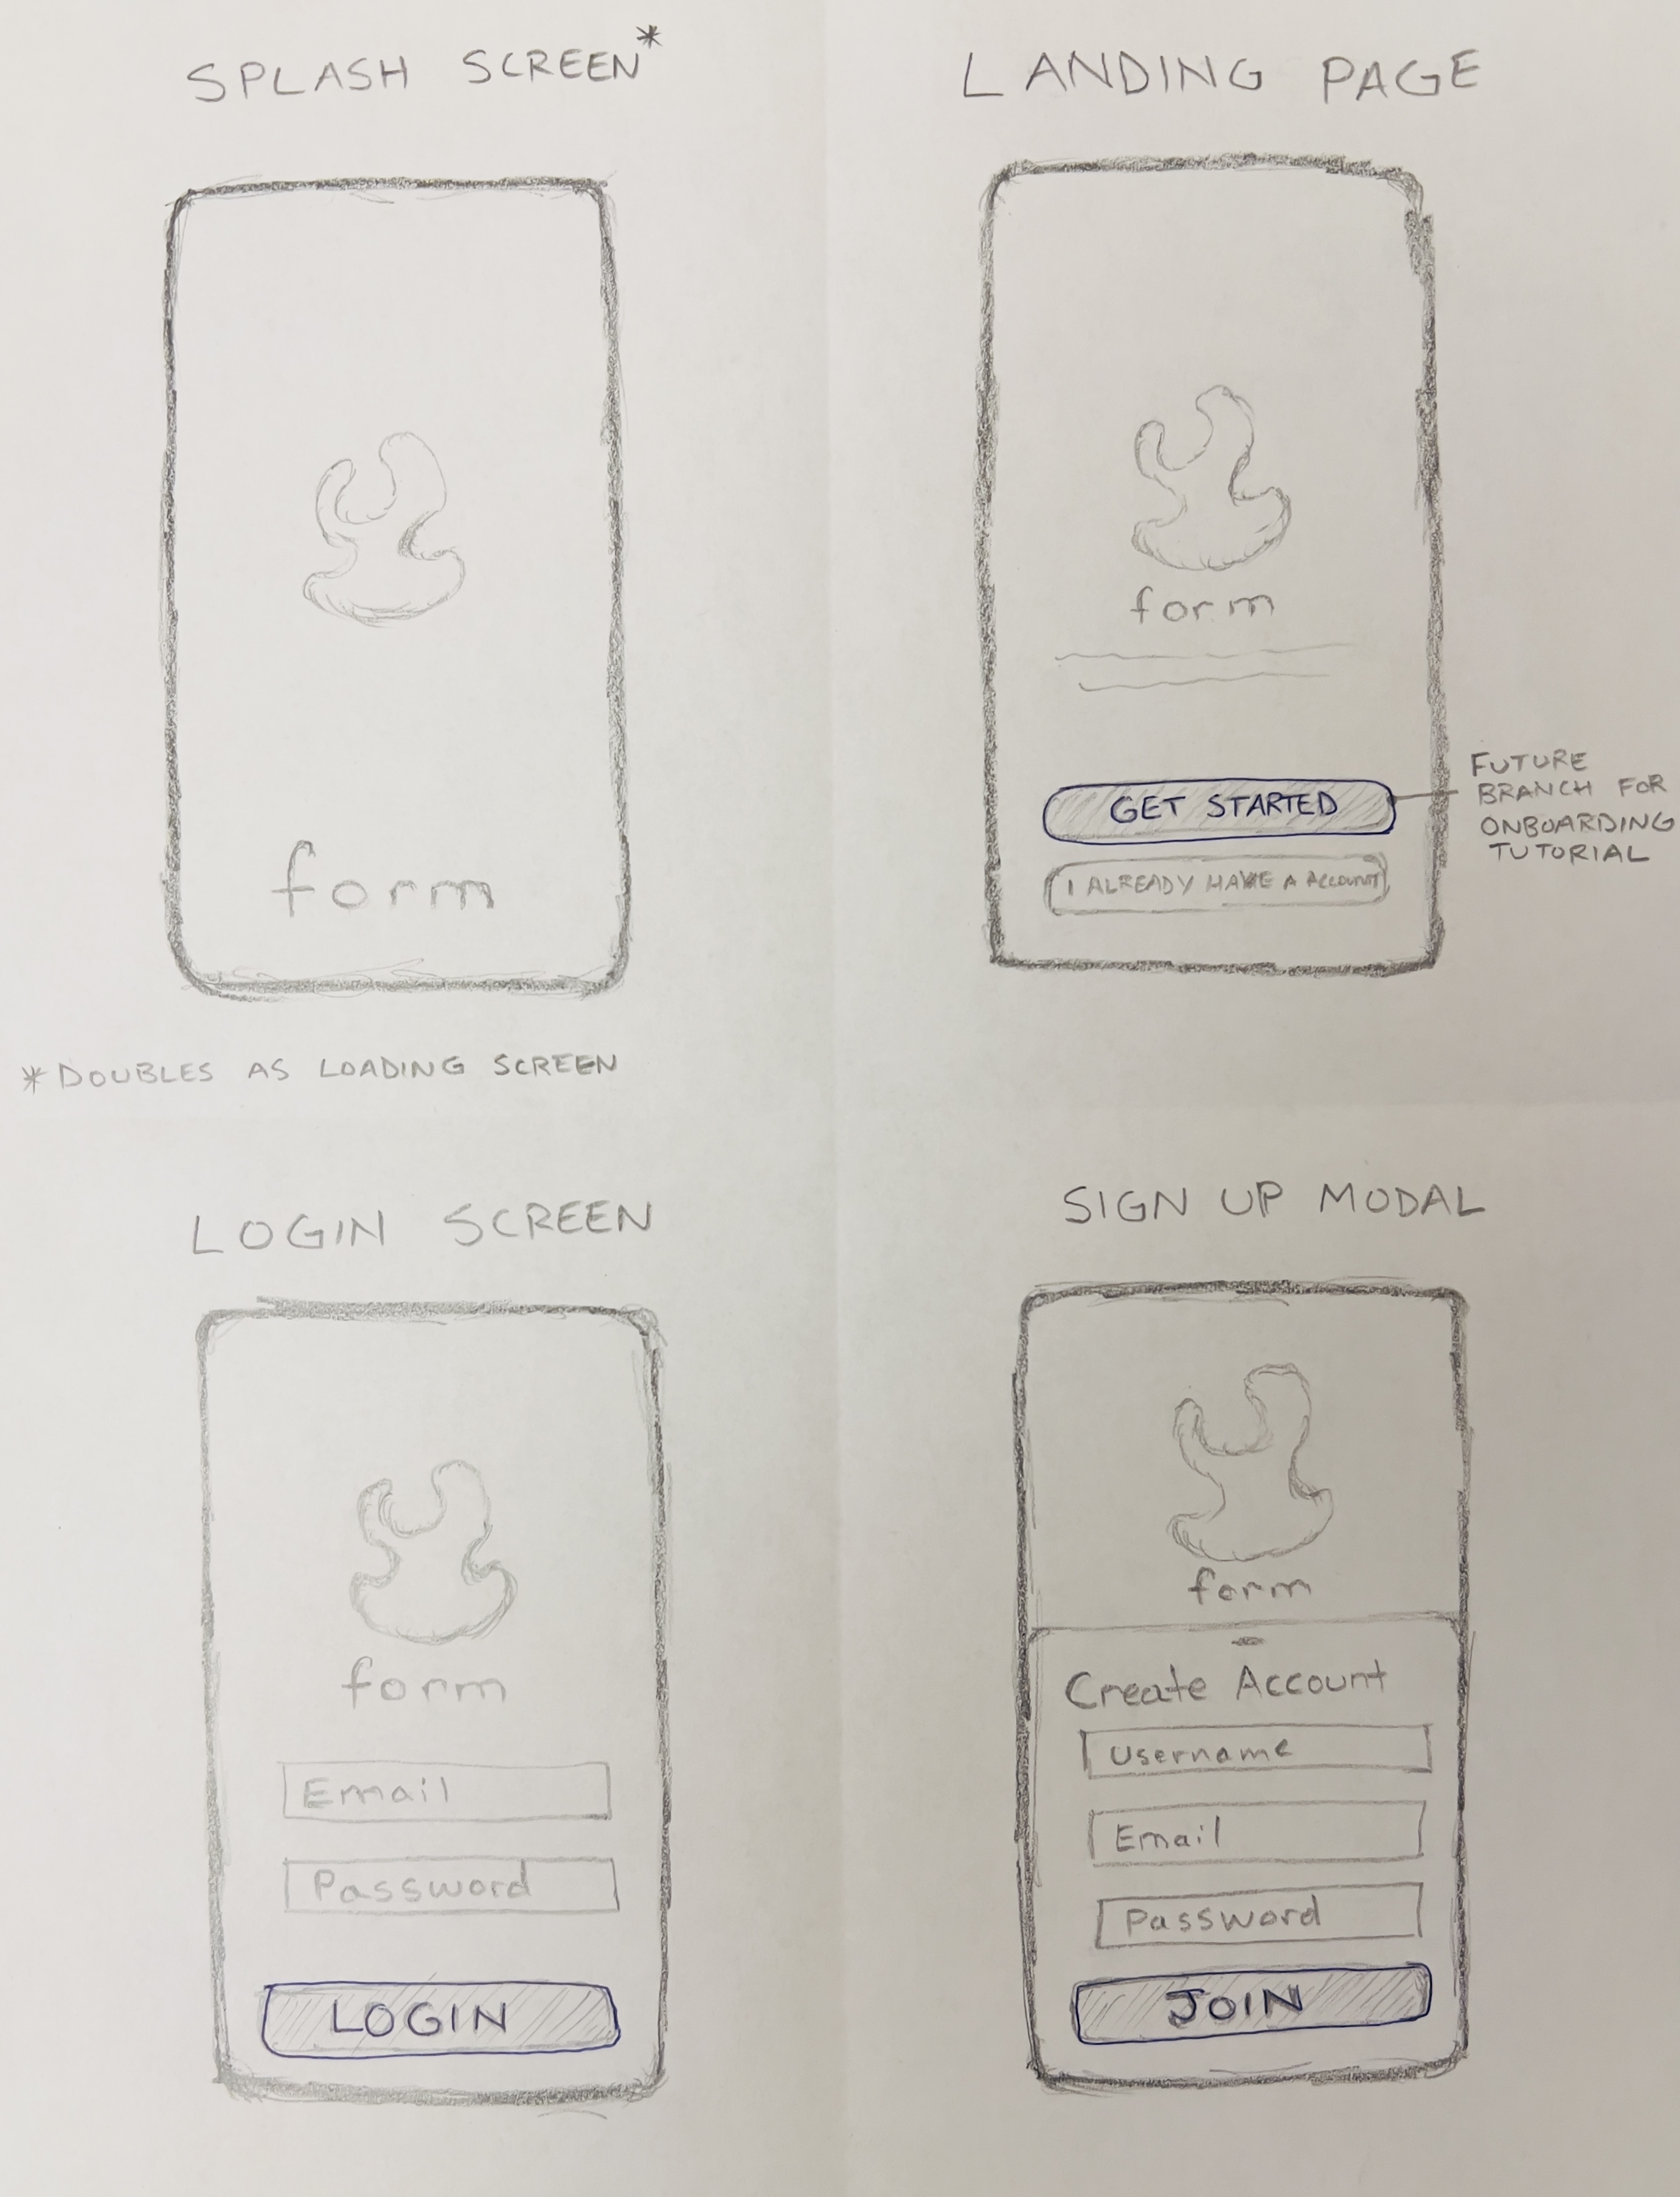 SPLASH SCREEN*
form
*DOUBLES AS LOADING SCREEN
LANDING PAGE
form
GET STARTED
I ALREADY HAVE A ACCOUNT
FUTURE
BRANCH FOR
ONBOARDING
TUTORIAL
LOGIN SCREEN
form
Email
Password
LOGIN
SIGN UP MODAL
form
Create Account
Username
Email
Password
JOIN